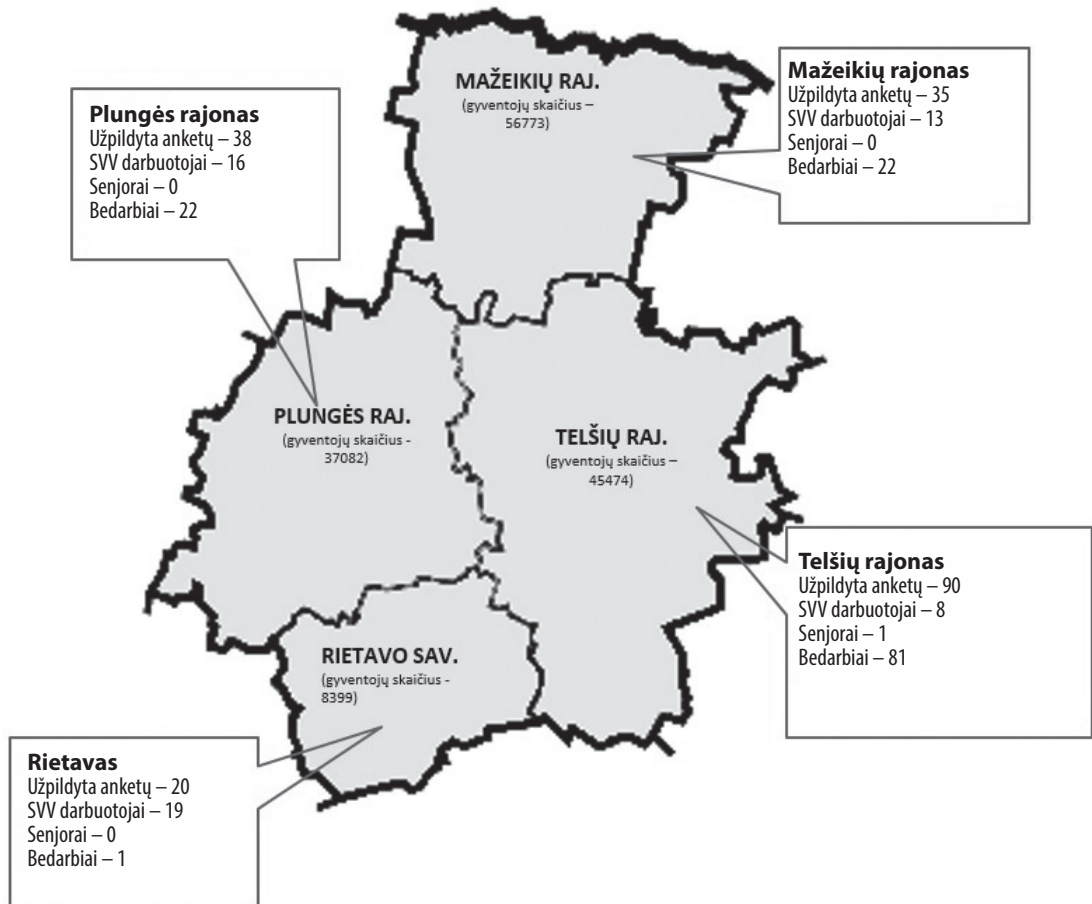 MAŽEIKIŲ RAJ.
(gyventojų skaičius –
56773)
Mažeikių rajonas
Užpildyta anketų – 35
SVV darbuotojai – 13
Senjorai – 0
Bedarbiai – 22
Plungės rajonas
Užpildyta anketų – 38
SVV darbuotojai – 16
Senjorai – 0
Bedarbiai – 22
PLUNGĖS RAJ.
(gyventojų skaičius -
37082)
TELŠIŲ RAJ.
(gyventojų skaičius –
45474)
Telšių rajonas
Užpildyta anketų – 90
SVV darbuotojai – 8
Senjorai – 1
Bedarbiai – 81
RIETAVO SAV.
(gyventojų skaičius -
8399)
Rietavas
Užpildyta anketų – 20
SVV darbuotojai – 19
Senjorai – 0
Bedarbiai – 1